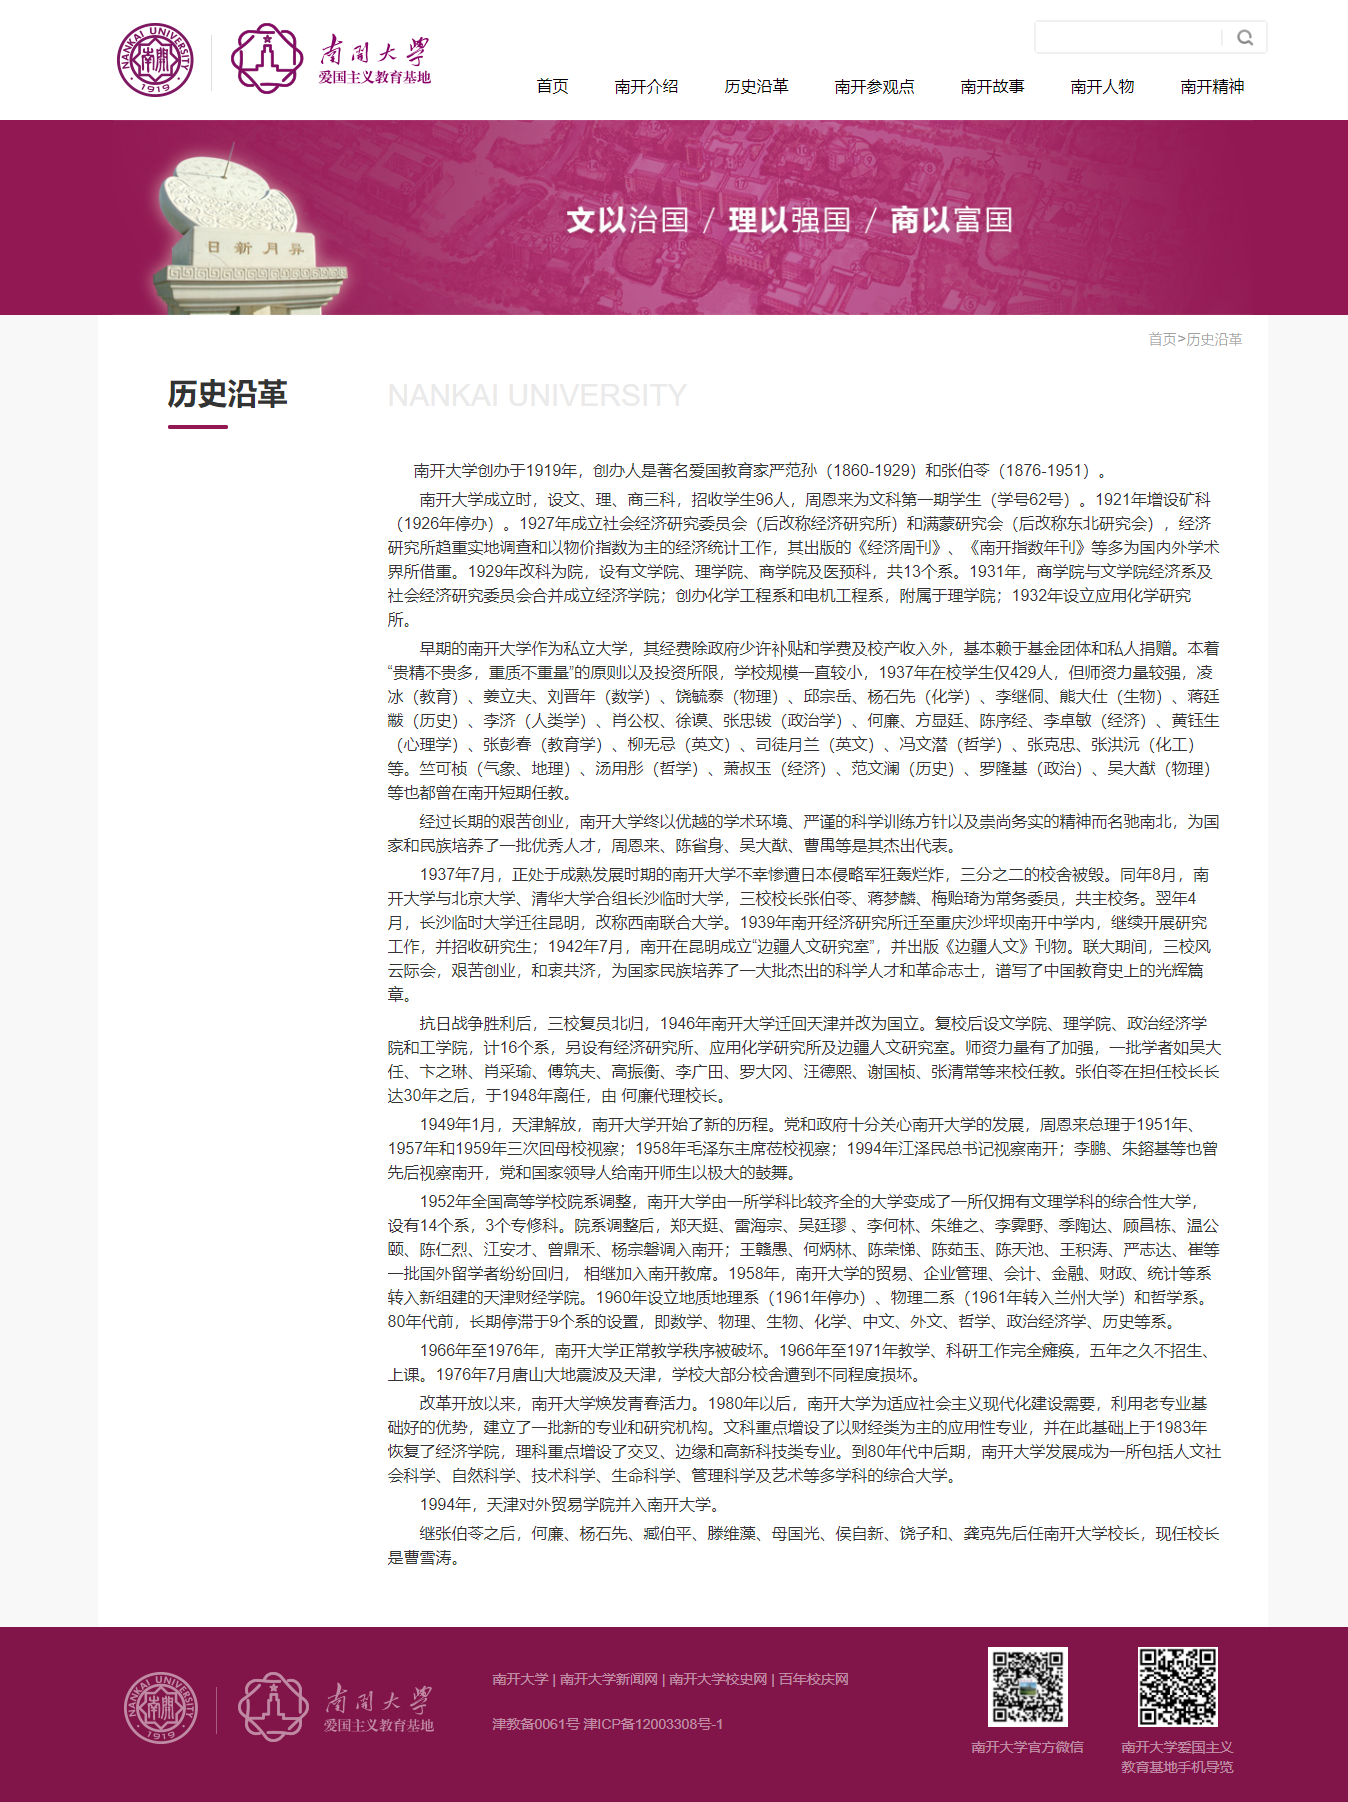 NANKAI UNIVERSITY
南開
1919
南開大學
爱国主义教育基地
首页
南开介绍
历史沿革
南开参观点
南开故事
南开人物
南开精神
日新月异
文以治国 / 理以强国 / 商以富国
首页>历史沿革
历史沿革
NANKAI UNIVERSITY
南开大学创办于1919年，创办人是著名爱国教育家严范孙（1860-1929）和张伯苓（1876-1951）。
南开大学成立时，设文、理、商三科，招收学生96人，周恩来为文科第一期学生（学号62号）。1921年增设矿科
（1926年停办）。1927年成立社会经济研究委员会（后改称经济研究所）和满蒙研究会（后改称东北研究会），经济
研究所趋重实地调查和以物价指数为主的经济统计工作，其出版的《经济周刊》、《南开指数年刊》等多为国内外学术
界所借重。1929年改科为院，设有文学院、理学院、商学院及医预科，共13个系。1931年，商学院与文学院经济系及
社会经济研究委员会合并成立经济学院；创办化学工程系和电机工程系，附属于理学院；1932年设立应用化学研究
所。
早期的南开大学作为私立大学，其经费除政府少许补贴和学费及校产收入外，基本赖于基金团体和私人捐赠。本着
“贵精不贵多，重质不重量”的原则以及投资所限，学校规模一直较小，1937年在校学生仅429人，但师资力量较强，凌
冰（教育）、姜立夫、刘晋年（数学）、饶毓泰（物理）、邱宗岳、杨石先（化学）、李继侗、熊大仕（生物）、蒋廷
黻（历史）、李济（人类学）、肖公权、徐谟、张忠绂（政治学）、何廉、方显廷、陈序经、李卓敏（经济）、黄钰生
（心理学）、张彭春（教育学）、柳无忌（英文）、司徒月兰（英文）、冯文潜（哲学）、张克忠、张洪沅（化工）
等。竺可桢（气象、地理）、汤用彤（哲学）、萧叔玉（经济）、范文澜（历史）、罗隆基（政治）、吴大猷（物理）
等也都曾在南开短期任教。
经过长期的艰苦创业，南开大学终以优越的学术环境、严谨的科学训练方针以及崇尚务实的精神而名驰南北，为国
家和民族培养了一批优秀人才，周恩来、陈省身、吴大猷、曹禺等是其杰出代表。
1937年7月，正处于成熟发展时期的南开大学不幸惨遭日本侵略军狂轰烂炸，三分之二的校舍被毁。同年8月，南
开大学与北京大学、清华大学合组长沙临时大学，三校校长张伯苓、蒋梦麟、梅贻琦为常务委员，共主校务。翌年4
月，长沙临时大学迁往昆明，改称西南联合大学。1939年南开经济研究所迁至重庆沙坪坝南开中学内，继续开展研究
工作，并招收研究生；1942年7月，南开在昆明成立“边疆人文研究室”，并出版《边疆人文》刊物。联大期间，三校风
云际会，艰苦创业，和衷共济，为国家民族培养了一大批杰出的科学人才和革命志士，谱写了中国教育史上的光辉篇
章。
抗日战争胜利后，三校复员北归，1946年南开大学迁回天津并改为国立。复校后设文学院、理学院、政治经济学
院和工学院，计16个系，另设有经济研究所、应用化学研究所及边疆人文研究室。师资力量有了加强，一批学者如吴大
任、卞之琳、肖采瑜、傅筑夫、高振衡、李广田、罗大冈、汪德熙、谢国桢、张清常等来校任教。张伯苓在担任校长长
达30年之后，于1948年离任，由 何廉代理校长。
1949年1月，天津解放，南开大学开始了新的历程。党和政府十分关心南开大学的发展，周恩来总理于1951年、
1957年和1959年三次回母校视察；1958年毛泽东主席莅校视察；1994年江泽民总书记视察南开；李鹏、朱鎔基等也曾
先后视察南开，党和国家领导人给南开师生以极大的鼓舞。
1952年全国高等学校院系调整，南开大学由一所学科比较齐全的大学变成了一所仅拥有文理学科的综合性大学，
设有14个系，3个专修科。院系调整后，郑天挺、雷海宗、吴廷璆 、李何林、朱维之、李霁野、季陶达、顾昌栋、温公
颐、陈仁烈、江安才、曾鼎禾、杨宗磐调入南开；王赣愚、何炳林、陈荣悌、陈茹玉、陈天池、王积涛、严志达、崔等
一批国外留学者纷纷回归， 相继加入南开教席。1958年，南开大学的贸易、企业管理、会计、金融、财政、统计等系
转入新组建的天津财经学院。1960年设立地质地理系（1961年停办）、物理二系（1961年转入兰州大学）和哲学系。
80年代前，长期停滞于9个系的设置，即数学、物理、生物、化学、中文、外文、哲学、政治经济学、历史等系。
1966年至1976年，南开大学正常教学秩序被破坏。1966年至1971年教学、科研工作完全瘫痪，五年之久不招生、
上课。1976年7月唐山大地震波及天津，学校大部分校舍遭到不同程度损坏。
改革开放以来，南开大学焕发青春活力。1980年以后，南开大学为适应社会主义现代化建设需要，利用老专业基
础好的优势，建立了一批新的专业和研究机构。文科重点增设了以财经类为主的应用性专业，并在此基础上于1983年
恢复了经济学院，理科重点增设了交叉、边缘和高新科技类专业。到80年代中后期，南开大学发展成为一所包括人文社
会科学、自然科学、技术科学、生命科学、管理科学及艺术等多学科的综合大学。
1994年，天津对外贸易学院并入南开大学。
继张伯苓之后，何廉、杨石先、臧伯平、滕维藻、母国光、侯自新、饶子和、龚克先后任南开大学校长，现任校长
是曹雪涛。
NANKAI UNIVERSITY
南開
1919
南開大學
爱国主义教育基地
南开大学 | 南开大学新闻网 | 南开大学校史网 | 百年校庆网
津教备0061号 津ICP备12003308号-1
南开大学官方微信
南开大学爱国主义
教育基地手机导览